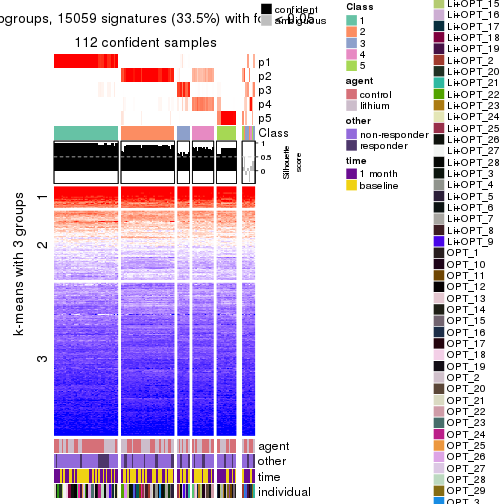 ogroups, 15059 signatures (33.5%) with
112 confident samples
confident
ambiguous
p1
p2
p3
p4
p5
Class
1
0.5
0
Silhouette
score
k-means with 3 groups
1
2
3
agent
other
time
individual
Class
1
2
3
4
5
agent
control
lithium
other
non-responder
responder
time
1 month
baseline
Li+OPT_15
Li+OPT_16
Li+OPT_17
Li+OPT_18
Li+OPT_19
Li+OPT_2
Li+OPT_20
Li+OPT_21
Li+OPT_22
Li+OPT_23
Li+OPT_24
Li+OPT_25
Li+OPT_26
Li+OPT_27
Li+OPT_28
Li+OPT_3
Li+OPT_4
Li+OPT_5
Li+OPT_6
Li+OPT_7
Li+OPT_8
Li+OPT_9
OPT_1
OPT_10
OPT_11
OPT_12
OPT_13
OPT_14
OPT_15
OPT_16
OPT_17
OPT_18
OPT_19
OPT_2
OPT_20
OPT_21
OPT_22
OPT_23
OPT_24
OPT_25
OPT_26
OPT_27
OPT_28
OPT_29